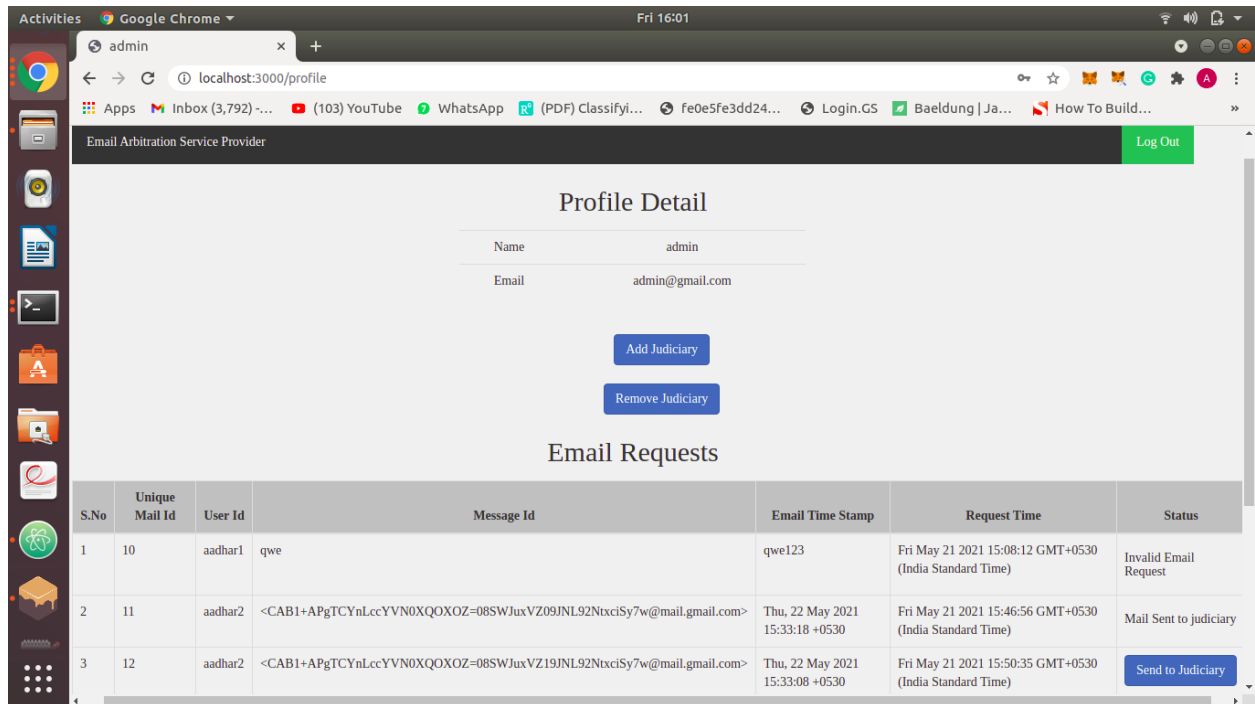 Activities Google Chrome Fri 16:01
admin
localhost:3000/profile A
Apps Inbox (3,792) -... (103) YouTube WhatsApp (PDF) Classifyi... fe0e5fe3dd24... Login.GS Baeldung | Ja... How To Build... »
Email Arbitration Service Provider Log Out
Profile Detail
Name admin
Email admin@gmail.com
Add Judiciary
Remove Judiciary
Email Requests
S.No Unique Mail Id User Id Message Id Email Time Stamp Request Time Status
1 10 aadhar1 qwe qwe123 Fri May 21 2021 15:08:12 GMT+0530 (India Standard Time) Invalid Email Request
2 11 aadhar2 <CAB1+APgTCYnLccYVN0XQOXOZ=08SWJuxVZ09JNL92NtxciSy7w@mail.gmail.com> Thu, 22 May 2021 15:33:18 +0530 Fri May 21 2021 15:46:56 GMT+0530 (India Standard Time) Mail Sent to judiciary
3 12 aadhar2 <CAB1+APgTCYnLccYVN0XQOXOZ=08SWJuxVZ19JNL92NtxciSy7w@mail.gmail.com> Thu, 22 May 2021 15:33:08 +0530 Fri May 21 2021 15:50:35 GMT+0530 (India Standard Time) Send to Judiciary